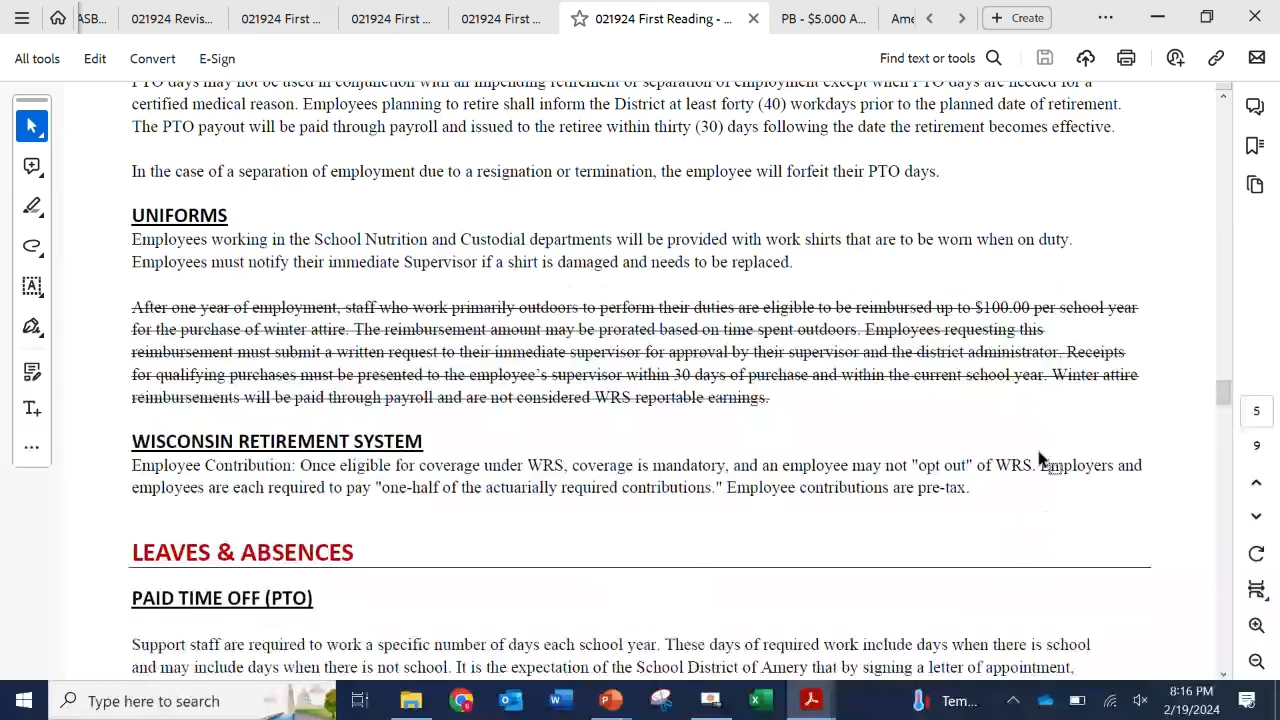 ASB...
021924 Revis...
021924 First ...
021924 First ...
021924 First ...
021924 First Reading - ...
PB - $5.000 A...
Ame
Create
All tools
Edit
Convert
E-Sign
Find text or tools
PTO days may not be used in conjunction with an impending retirement or separation of employment except when PTO days are needed for a
certified medical reason. Employees planning to retire shall inform the District at least forty (40) workdays prior to the planned date of retirement.
The PTO payout will be paid through payroll and issued to the retiree within thirty (30) days following the date the retirement becomes effective.
In the case of a separation of employment due to a resignation or termination, the employee will forfeit their PTO days.
UNIFORMS
Employees working in the School Nutrition and Custodial departments will be provided with work shirts that are to be worn when on duty.
Employees must notify their immediate Supervisor if a shirt is damaged and needs to be replaced.
After one year of employment, staff who work primarily outdoors to perform their duties are eligible to be reimbursed up to $100.00 per school year
for the purchase of winter attire. The reimbursement amount may be prorated based on time spent outdoors. Employees requesting this
reimbursement must submit a written request to their immediate supervisor for approval by their supervisor and the district administrator. Receipts
for qualifying purchases must be presented to the employee's supervisor within 30 days of purchase and within the current school year. Winter attire
reimbursements will be paid through payroll and are not considered WRS reportable earnings.
WISCONSIN RETIREMENT SYSTEM
Employee Contribution: Once eligible for coverage under WRS, coverage is mandatory, and an employee may not "opt out" of WRS. Employers and
employees are each required to pay "one-half of the actuarially required contributions." Employee contributions are pre-tax.
LEAVES & ABSENCES
PAID TIME OFF (PTO)
Support staff are required to work a specific number of days each school year. These days of required work include days when there is school
and may include days when there is not school. It is the expectation of the School District of Amery that by signing a letter of appointment,
5
9
Type here to search
Tem...
8:16 PM
2/19/2024